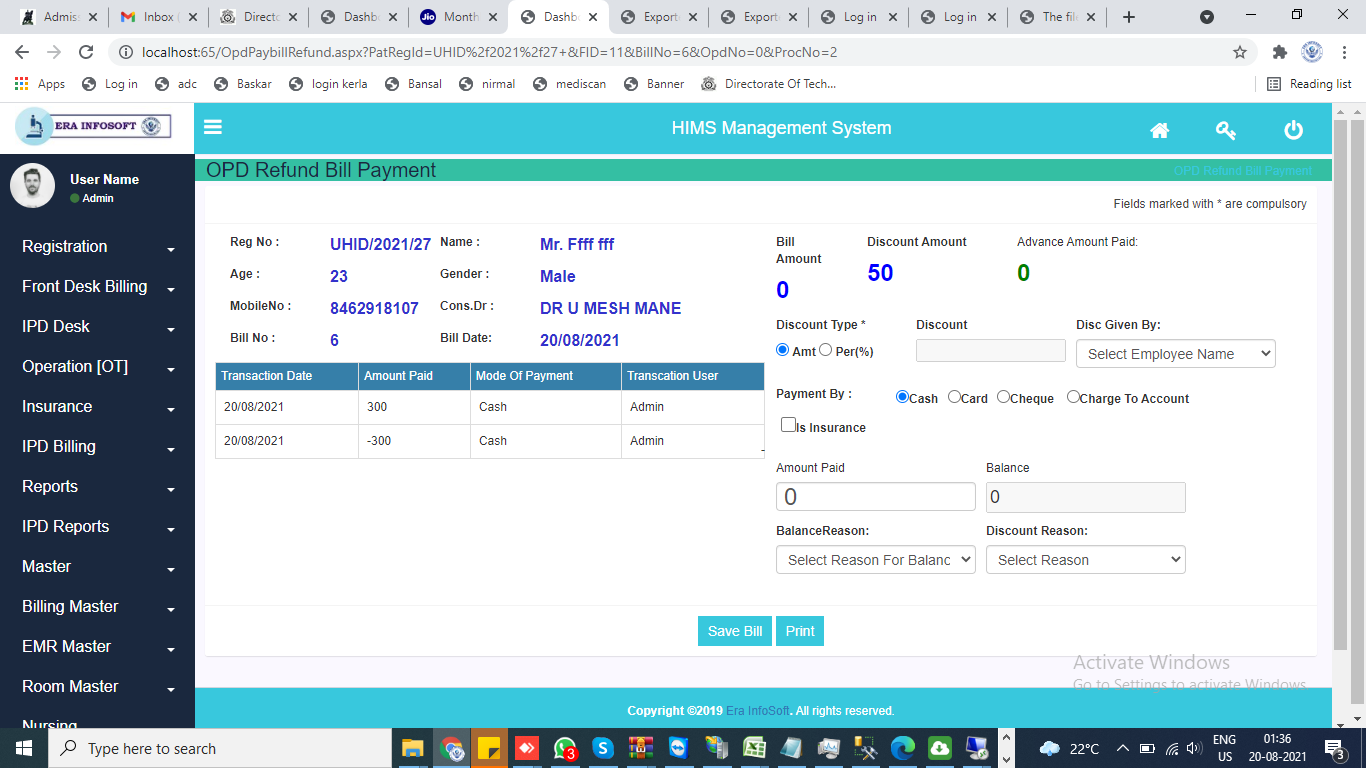 Admis
Inbox
Directo
Dashbo
Jio
Month
Dashbo
Export
Export
Log in
Log in
The file
localhost:65/OpdPaybillRefund.aspx?PatRegId=UHID%2f2021%2f27+&FID=11&BillNo=6&OpdNo=0&ProcNo=2
Apps
Log in
adc
Baskar
login kerla
Bansal
nirmal
mediscan
Banner
Directorate Of Tech...
Reading list
ERA INFOSOFT
HIMS Management System
User Name
Admin
Registration
Front Desk Billing
IPD Desk
Operation [OT]
Insurance
IPD Billing
Reports
IPD Reports
Master
Billing Master
EMR Master
Room Master
Nursing
OPD Refund Bill Payment
OPD Refund Bill Payment
Fields marked with * are compulsory
Reg No : UHID/2021/27 Name : Mr. Ffff fff
Age : 23 Gender : Male
MobileNo : 8462918107 Cons.Dr : DR U MESH MANE
Bill No : 6 Bill Date: 20/08/2021
Transaction Date Amount Paid Mode Of Payment Transcation User
20/08/2021 300 Cash Admin
20/08/2021 -300 Cash Admin
Bill Amount
0
Discount Amount
50
Advance Amount Paid:
0
Discount Type * Discount Disc Given By:
Amt Per(%) Select Employee Name
Payment By : Cash Card Cheque Charge To Account
Is Insurance
Amount Paid Balance
0 0
BalanceReason: Discount Reason:
Select Reason For Balanc Select Reason
Save Bill Print
Activate Windows
Go to Settings to activate Windows.
Copyright ©2019 Era InfoSoft. All rights reserved.
Type here to search
3
22°C
ENG
US
01:36
20-08-2021
3